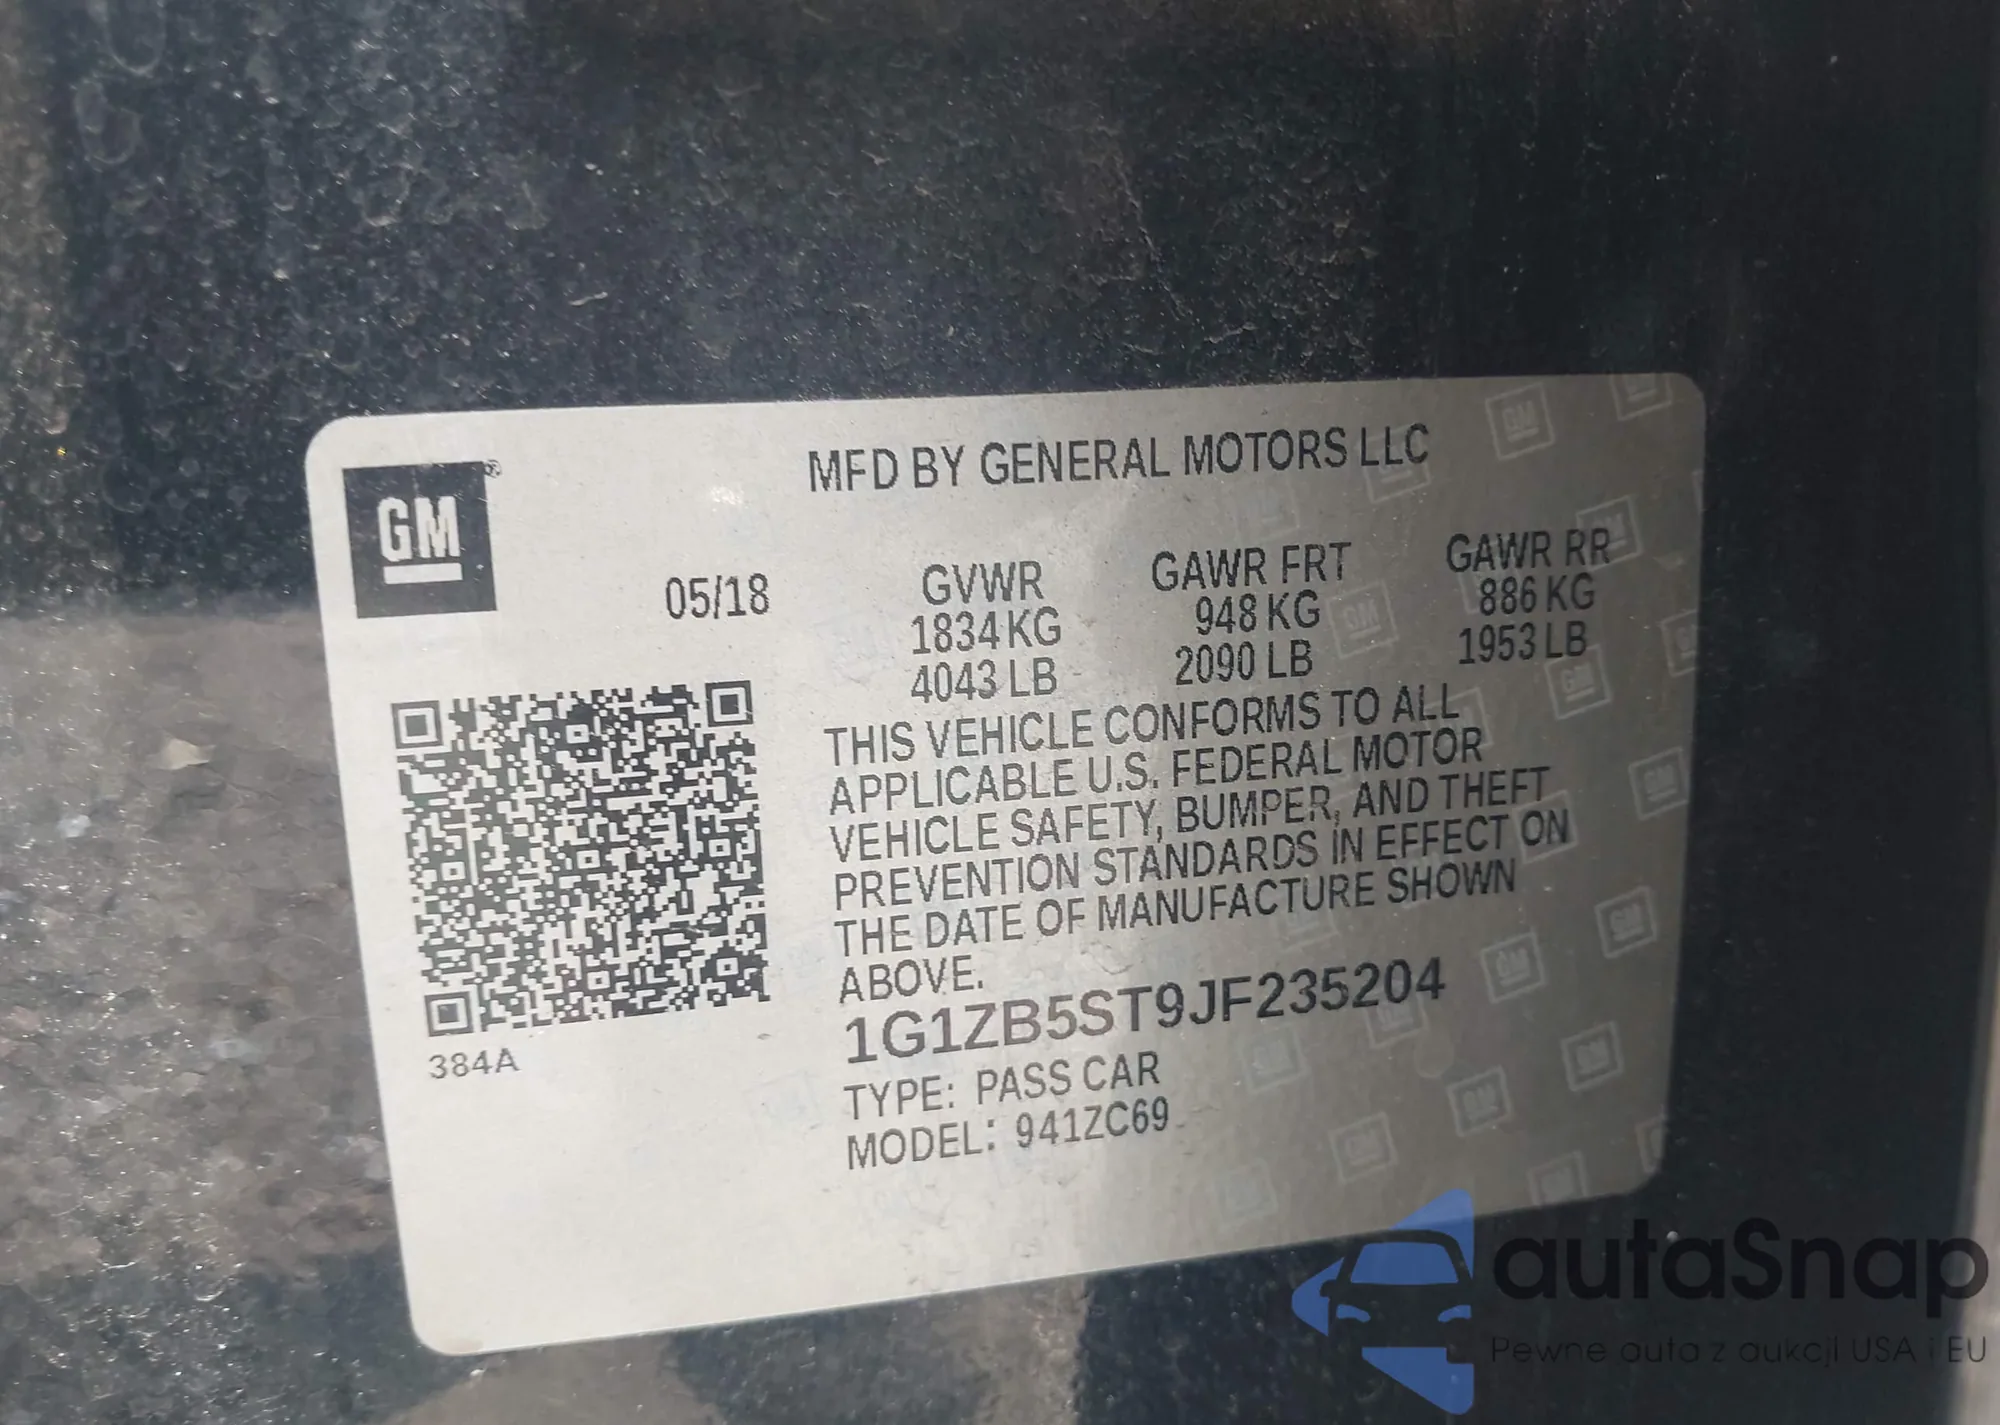 GM®
MFD BY GENERAL MOTORS LLC
05/18
GVWR
1834 KG
4043 LB
GAWR FRT
948 KG
2090 LB
GAWR RR
886 KG
1953 LB
THIS VEHICLE CONFORMS TO ALL
APPLICABLE U.S. FEDERAL MOTOR
VEHICLE SAFETY, BUMPER, AND THEFT
PREVENTION STANDARDS IN EFFECT ON
THE DATE OF MANUFACTURE SHOWN
ABOVE.
1G1ZB5ST9JF235204
TYPE: PASS CAR
MODEL: 941ZC69
384A
autaSnap
Pewne auta z aukcji USA i EU